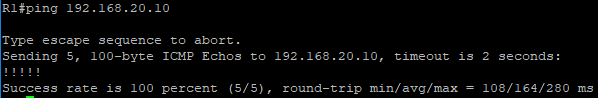 R1#ping 192.168.20.10
Type escape sequence to abort.
Sending 5, 100-byte ICMP Echos to 192.168.20.10, timeout is 2 seconds:
!!!!!
Success rate is 100 percent (5/5), round-trip min/avg/max = 108/164/280 ms